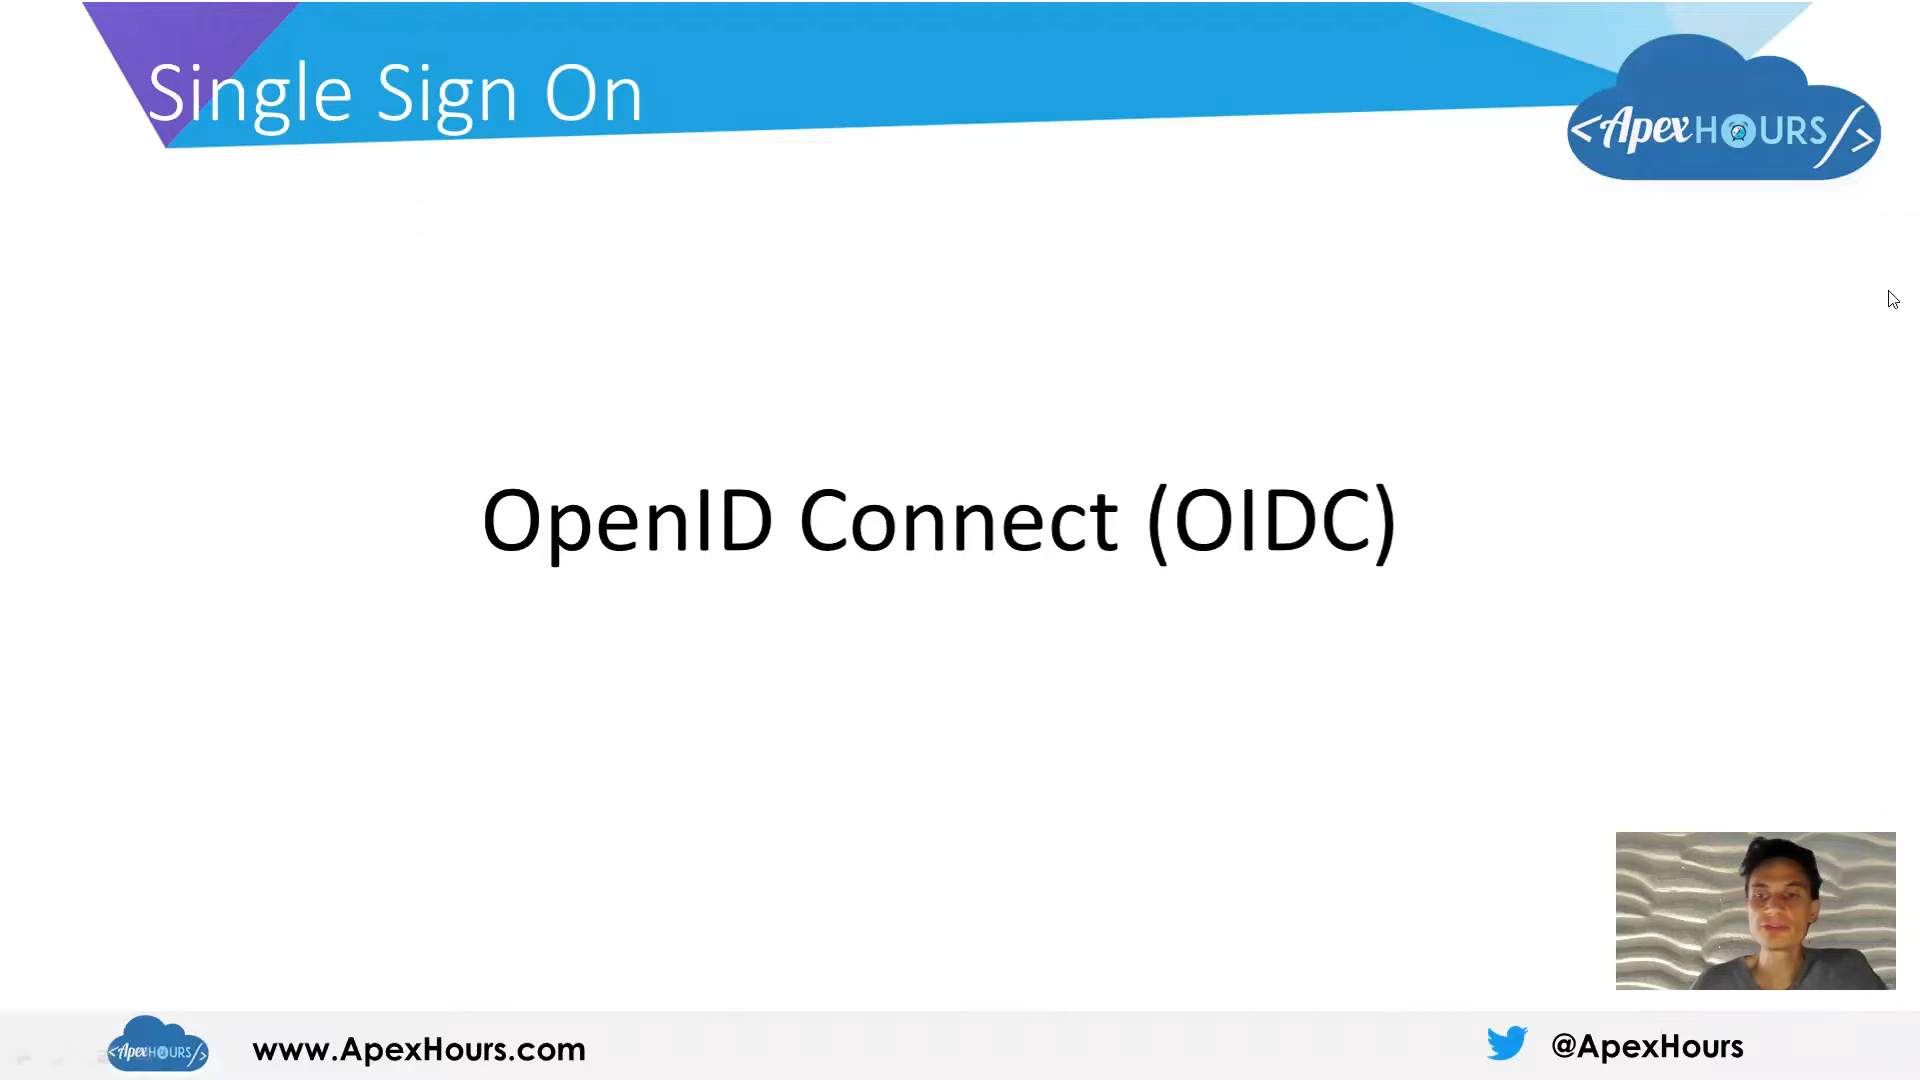 Single Sign On
<ApexHOURS/>
OpenID Connect (OIDC)
<ApexHOURS/>
www.ApexHours.com
@ApexHours